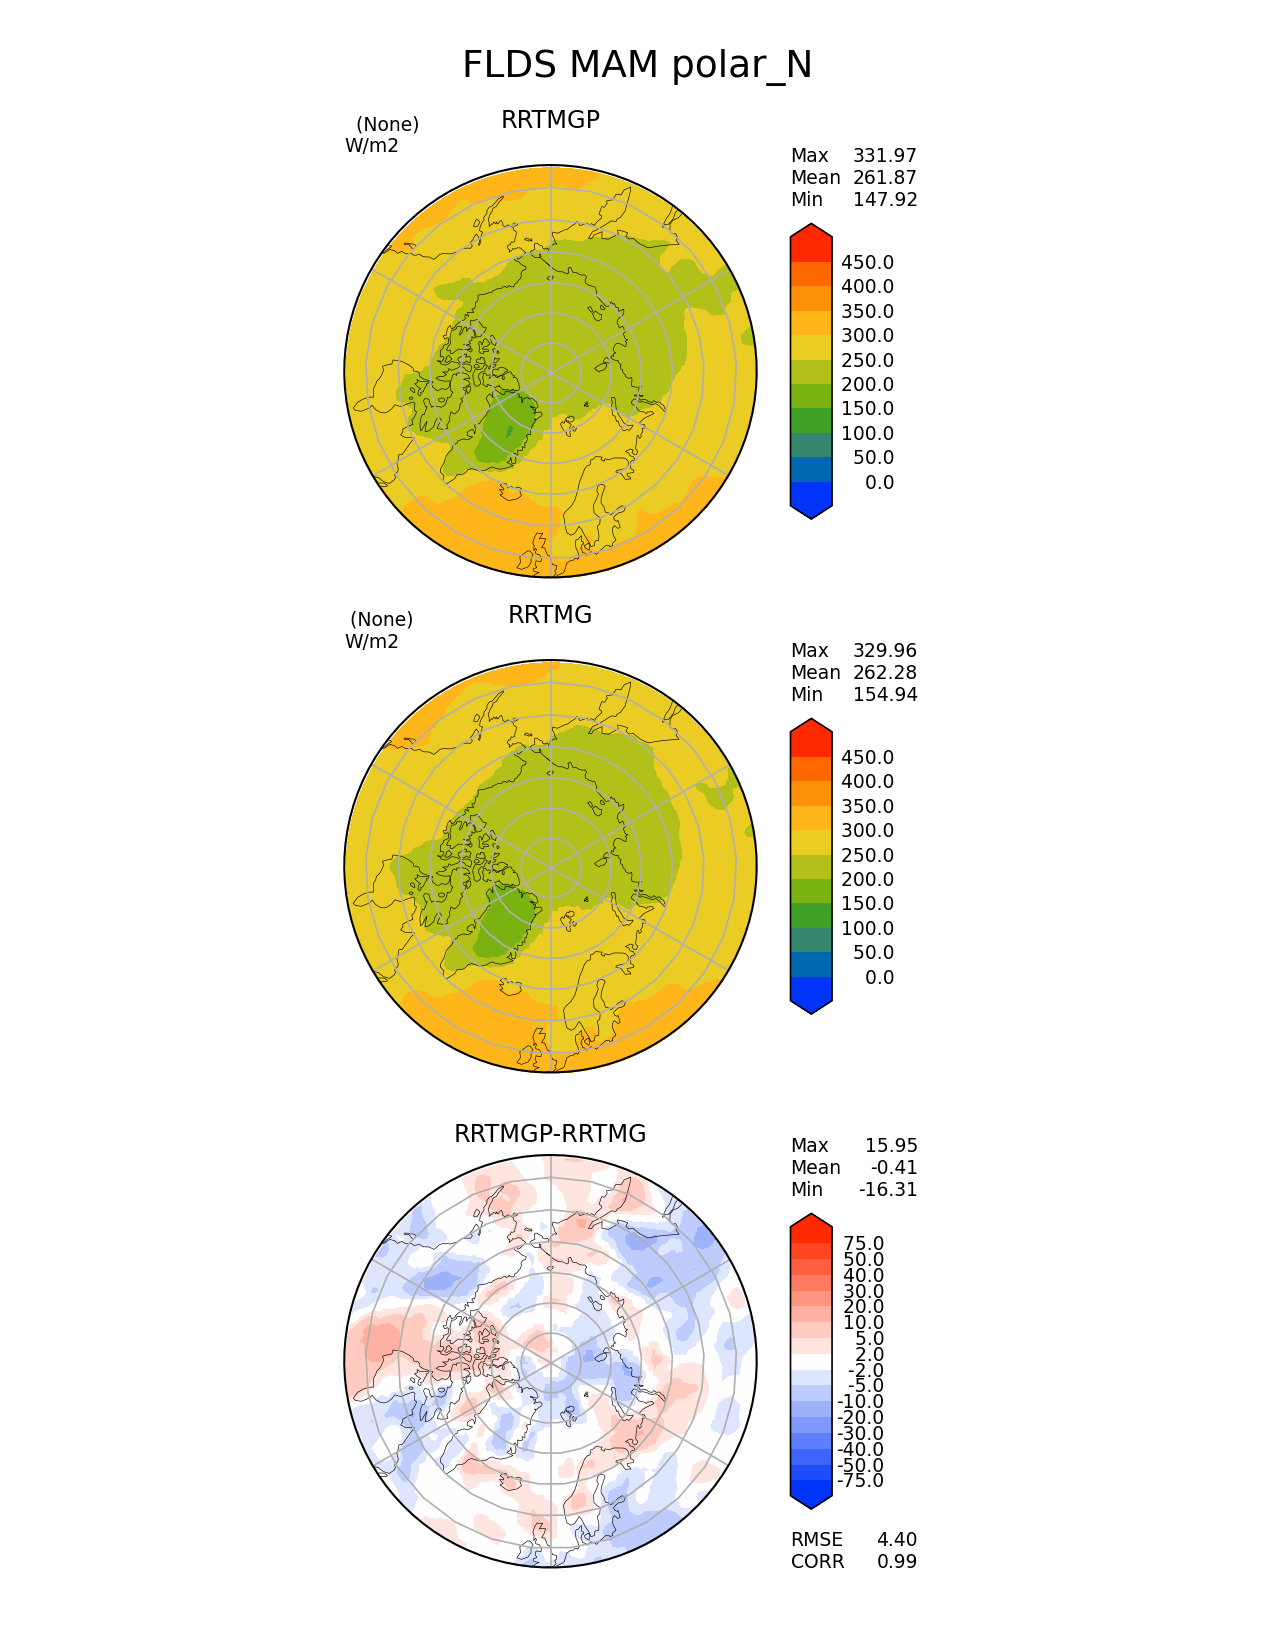 FLDS MAM polar_N
(None)
RRTMGP
W/m2
Max 331.97
Mean 261.87
Min 147.92
450.0
400.0
350.0
300.0
250.0
200.0
150.0
100.0
50.0
0.0
(None)
RRTMG
W/m2
Max 329.96
Mean 262.28
Min 154.94
450.0
400.0
350.0
300.0
250.0
200.0
150.0
100.0
50.0
0.0
RRTMGP-RRTMG
Max 15.95
Mean -0.41
Min -16.31
75.0
50.0
40.0
30.0
20.0
10.0
5.0
2.0
-2.0
-5.0
-10.0
-20.0
-30.0
-40.0
-50.0
-75.0
RMSE 4.40
CORR 0.99